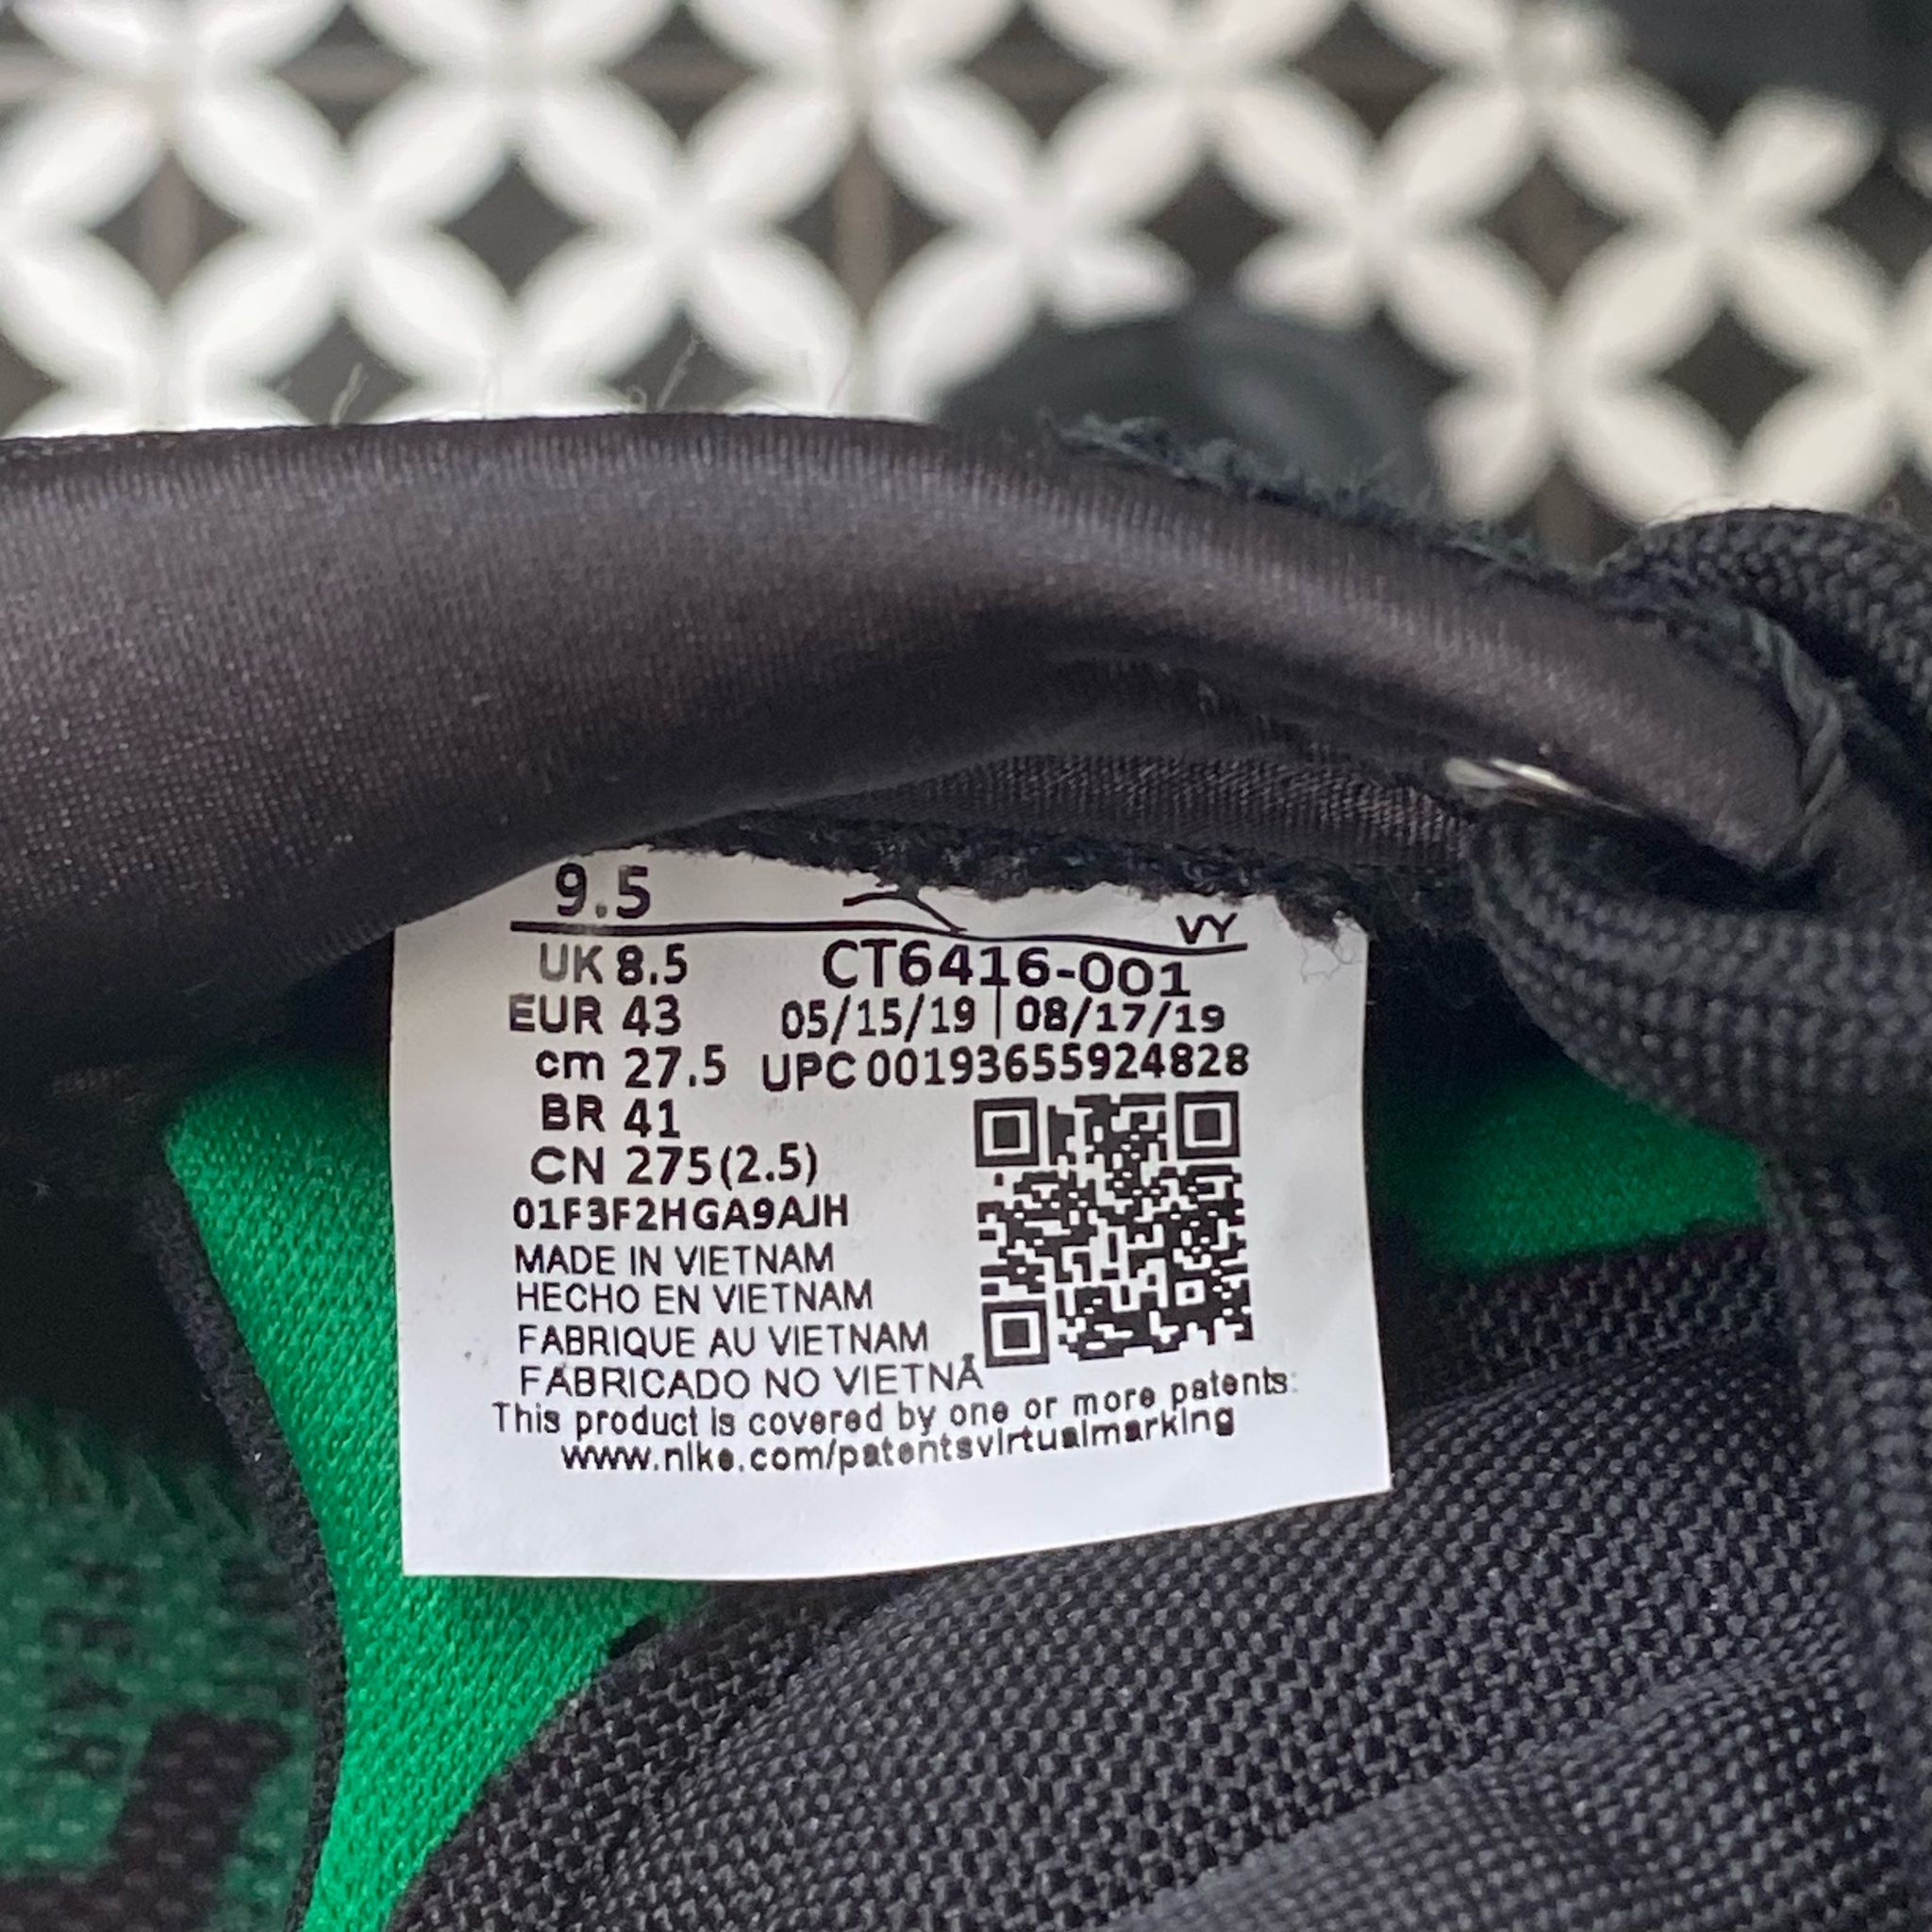 9.5
VY
UK 8.5 CT6416-001
EUR 43 05/15/19 | 08/17/19
cm 27.5 UPC 00193655924828
BR 41
CN 275(2.5)
01F3F2HGA9AJH
MADE IN VIETNAM
HECHO EN VIETNAM
FABRIQUE AU VIETNAM
FABRICADO NO VIETNÃ
This product is covered by one or more patents:
www.nike.com/patentsvirtualmarking